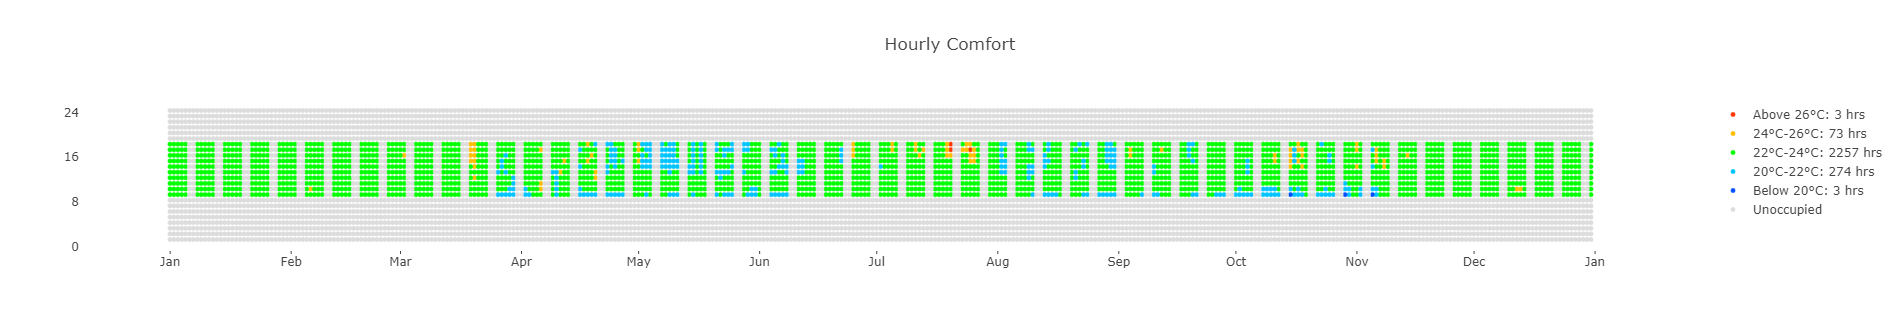 Hourly Comfort
24
16
8
0
Jan Feb Mar Apr May Jun Jul Aug Sep Oct Nov Dec Jan
Above 26°C: 3 hrs
24°C-26°C: 73 hrs
22°C-24°C: 2257 hrs
20°C-22°C: 274 hrs
Below 20°C: 3 hrs
Unoccupied